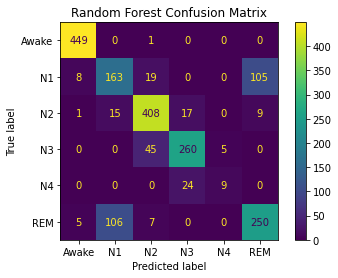 Random Forest Confusion Matrix
True label
Awake 449 0 1 0 0 0
N1 8 163 19 0 0 105
N2 1 15 408 17 0 9
N3 0 0 45 260 5 0
N4 0 0 0 24 9 0
REM 5 106 7 0 0 250
Awake N1 N2 N3 N4 REM
Predicted label
400
350
300
250
200
150
100
50
0